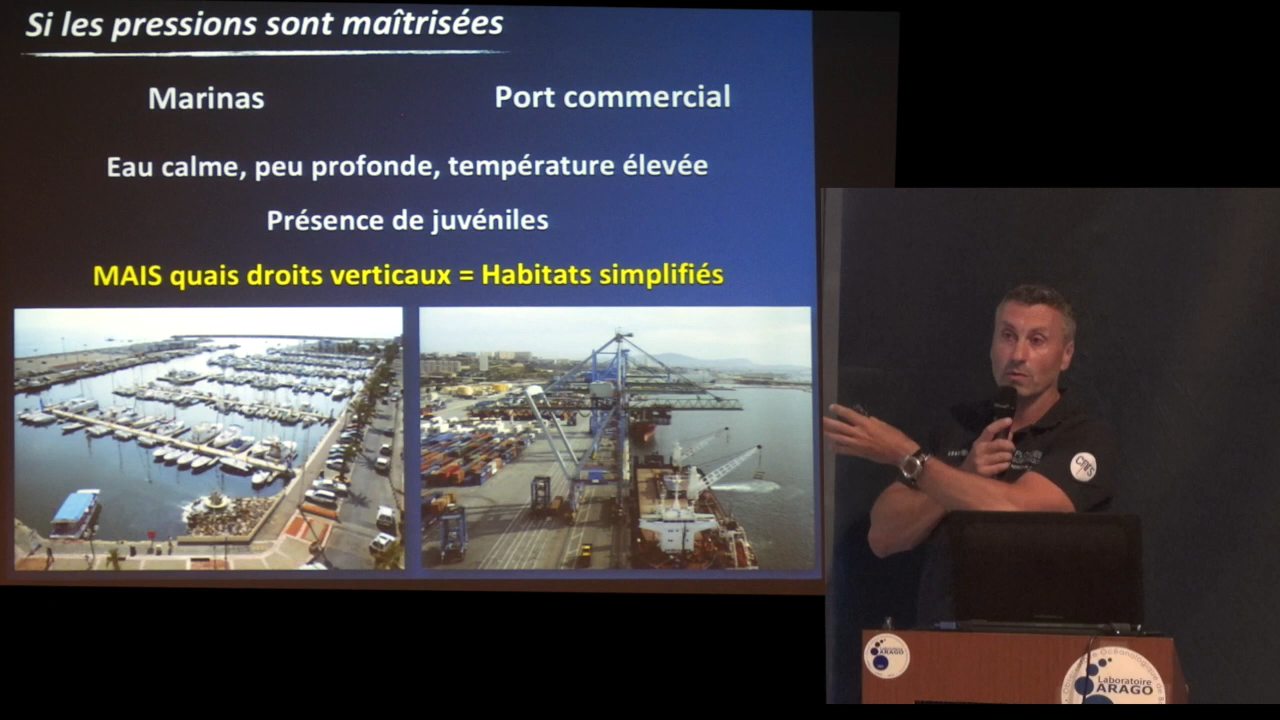 Si les pressions sont maîtrisées
Marinas
Port commercial
Eau calme, peu profonde, température élevée
Présence de juvéniles
MAIS quais droits verticaux = Habitats simplifiés
cnrs
Laboratoire
ARAGO
Laboratoire
ARAGO